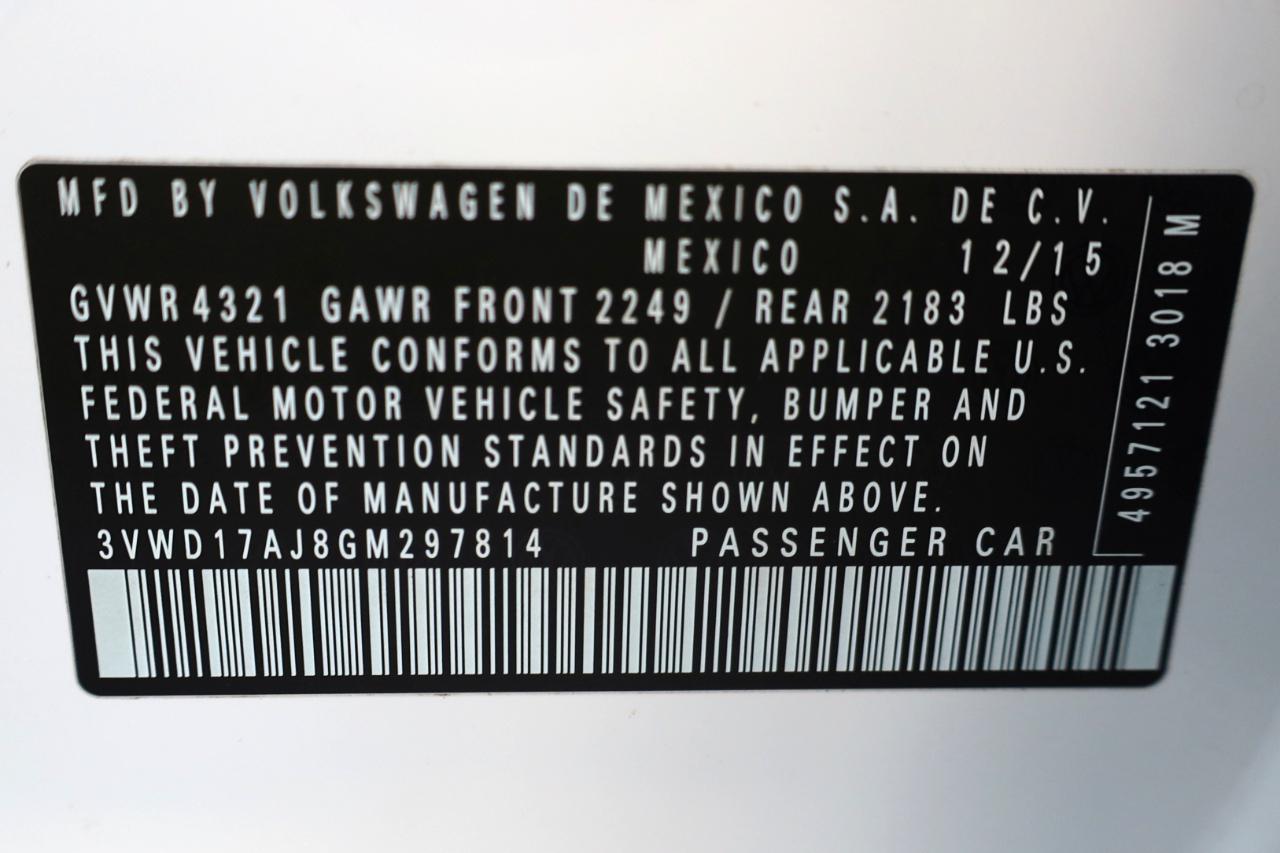 MFD BY VOLKSWAGEN DE MEXICO S.A. DE C.V.
MEXICO 12/15
GVWR 4321 GAWR FRONT 2249 / REAR 2183 LBS
THIS VEHICLE CONFORMS TO ALL APPLICABLE U.S.
FEDERAL MOTOR VEHICLE SAFETY, BUMPER AND
THEFT PREVENTION STANDARDS IN EFFECT ON
THE DATE OF MANUFACTURE SHOWN ABOVE.
3VWD17AJ8GM297814 PASSENGER CAR
4957121 3018 M